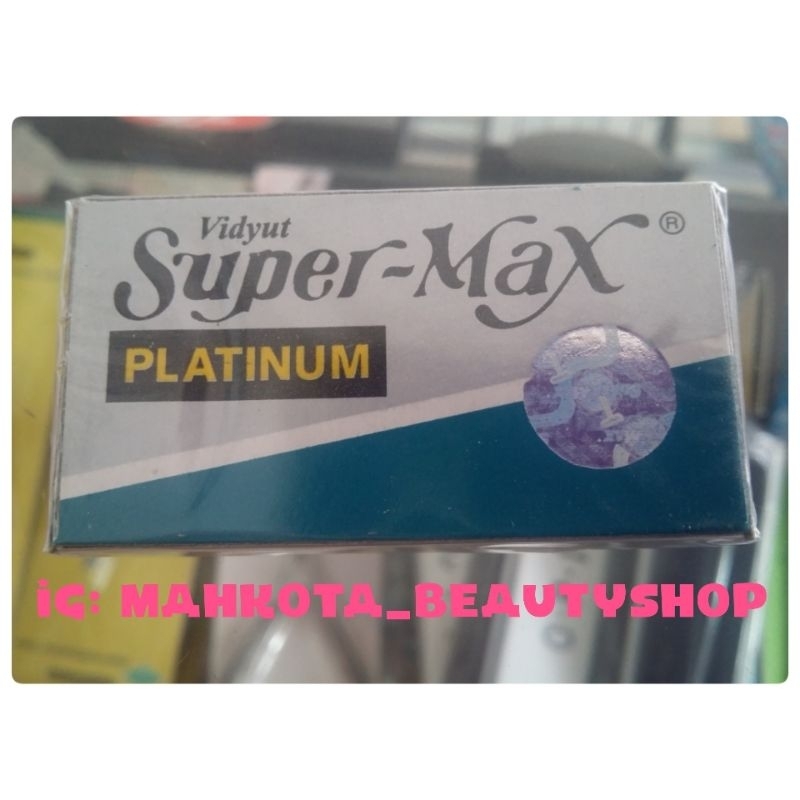 Vidyut
Super-Max ®
PLATINUM
iG: MAHKOTA_BEAUTYSHOP